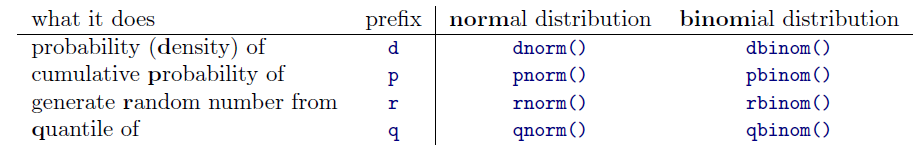 what it does prefix normal distribution binomial distribution
probability (density) of d dnorm() dbinom()
cumulative probability of p pnorm() pbinom()
generate random number from r rnorm() rbinom()
quantile of q qnorm() qbinom()